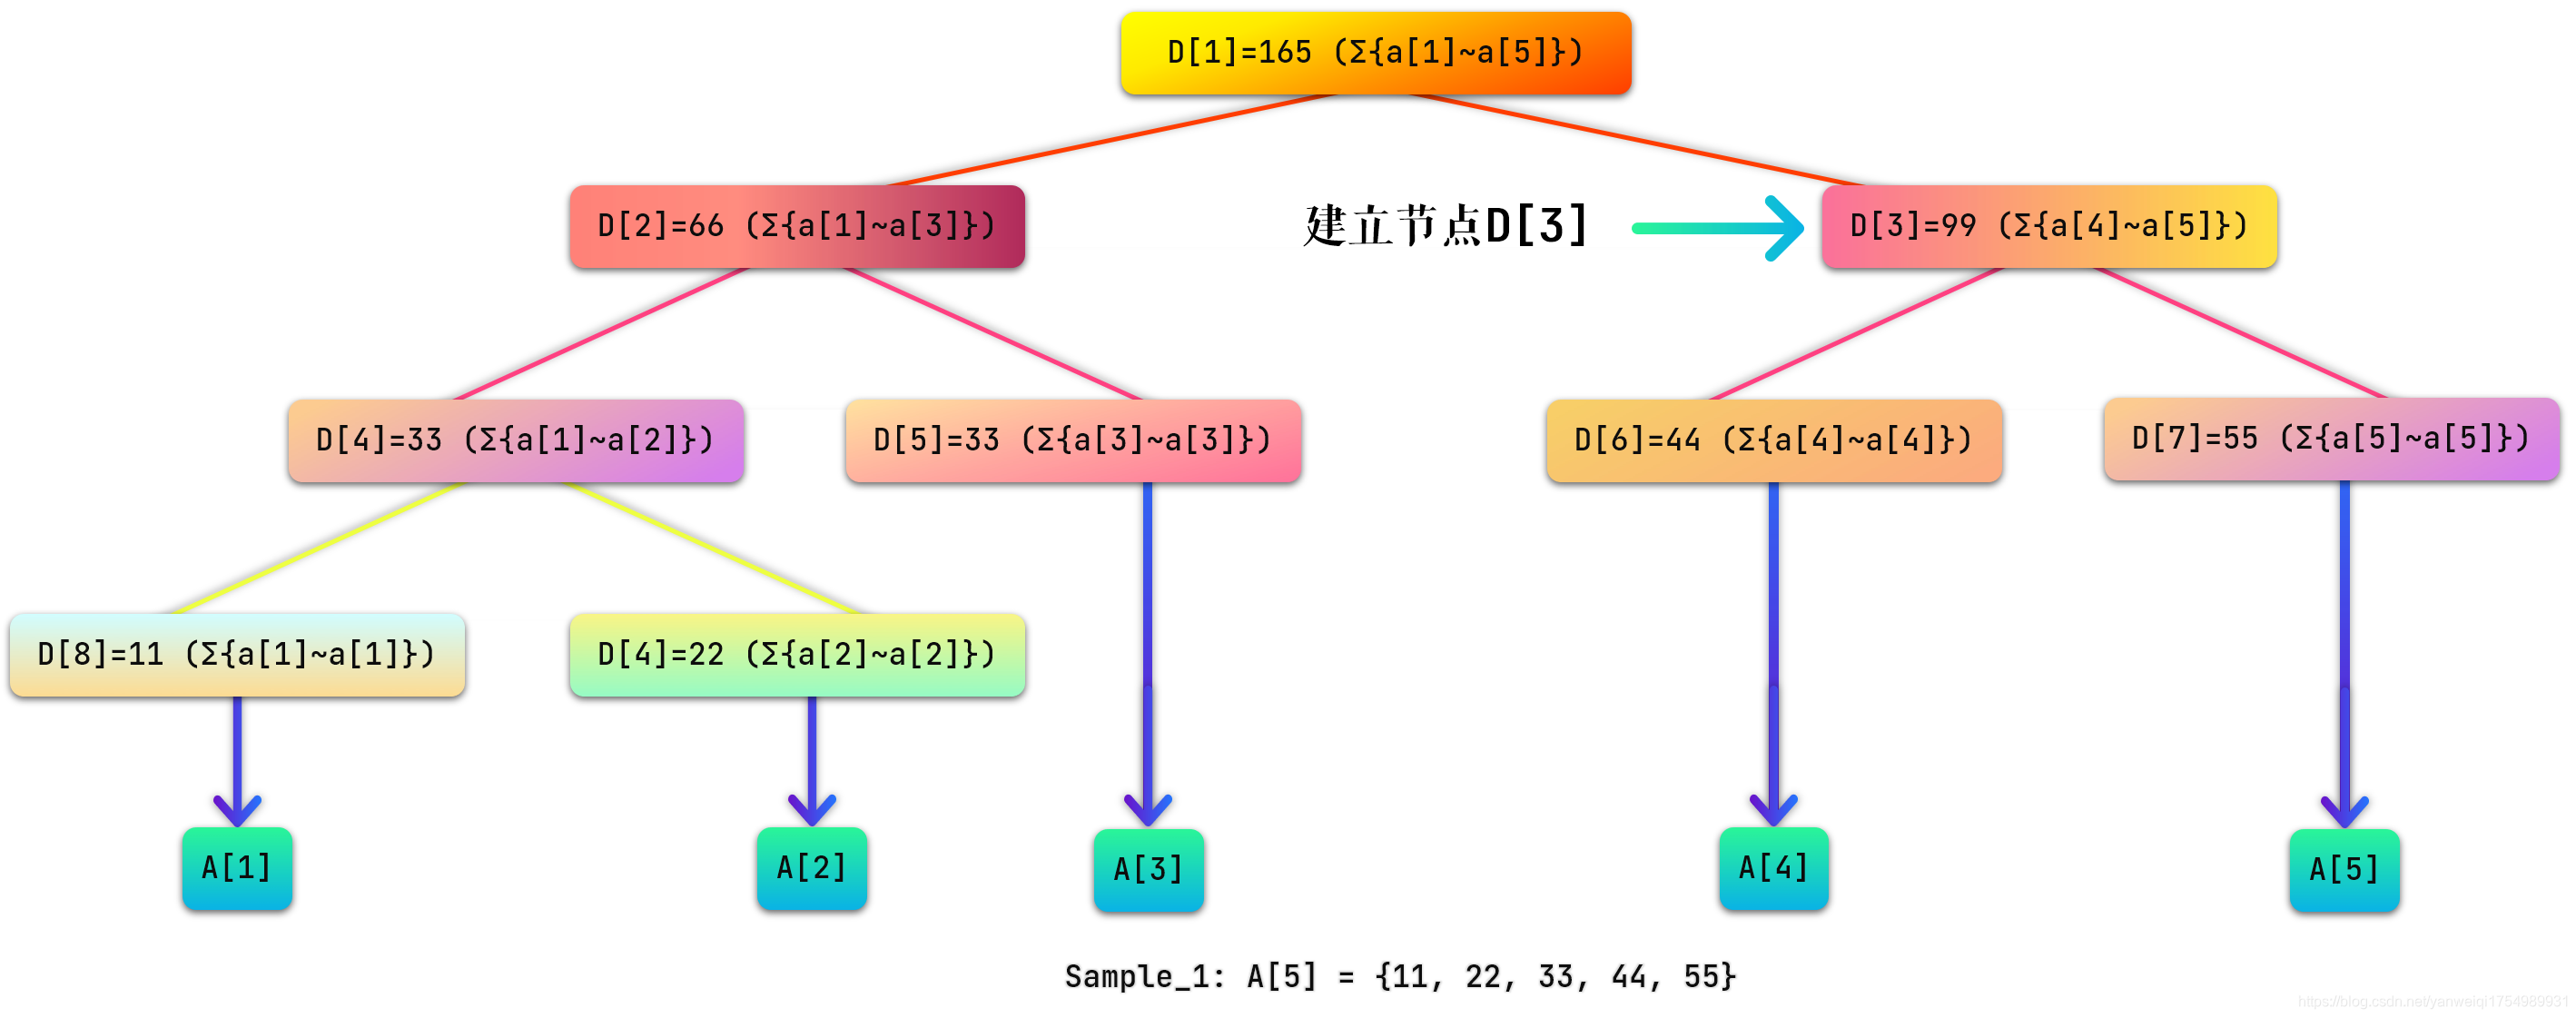 D[1]=165 (Σ{a[1]~a[5]})
D[2]=66 (Σ{a[1]~a[3]})
建立节点D[3]
D[3]=99 (Σ{a[4]~a[5]})
D[4]=33 (Σ{a[1]~a[2]})
D[5]=33 (Σ{a[3]~a[3]})
D[6]=44 (Σ{a[4]~a[4]})
D[7]=55 (Σ{a[5]~a[5]})
D[8]=11 (Σ{a[1]~a[1]})
D[4]=22 (Σ{a[2]~a[2]})
A[1]
A[2]
A[3]
A[4]
A[5]
Sample_1: A[5] = {11, 22, 33, 44, 55}
https://blog.csdn.net/yanweiqi1754989931